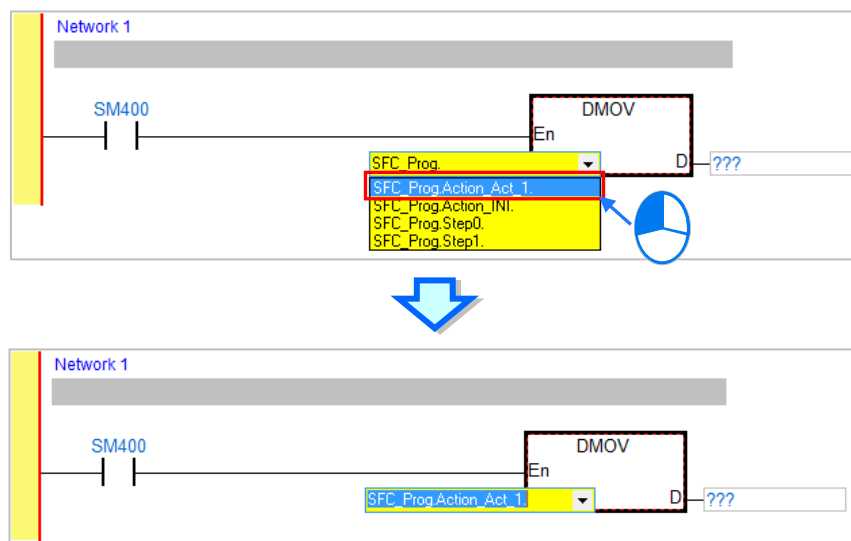 Network 1
SM400
DMOV
En
SFC_Prog.
D
???
SFC_Prog.Action_Act_1.
SFC_Prog.Action_INI.
SFC_Prog.Step0.
SFC_Prog.Step1.
Network 1
SM400
DMOV
En
SFC_Prog.Action_Act_1.
D
???